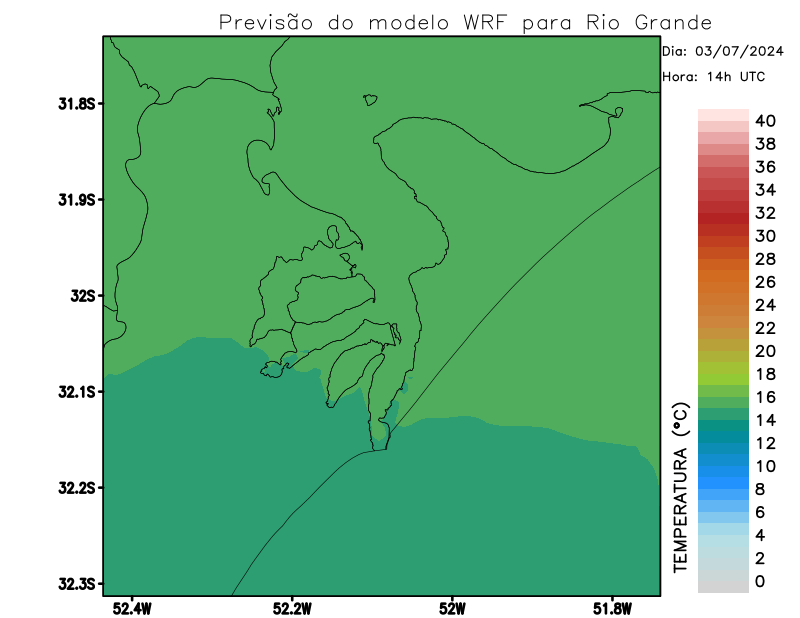 Previsão do modelo WRF para Rio Grande
Dia: 03/07/2024
Hora: 14h UTC
31.8S
31.9S
32S
32.1S
32.2S
32.3S
52.4W
52.2W
52W
51.8W
TEMPERATURA (°C)
40
38
36
34
32
30
28
26
24
22
20
18
16
14
12
10
8
6
4
2
0